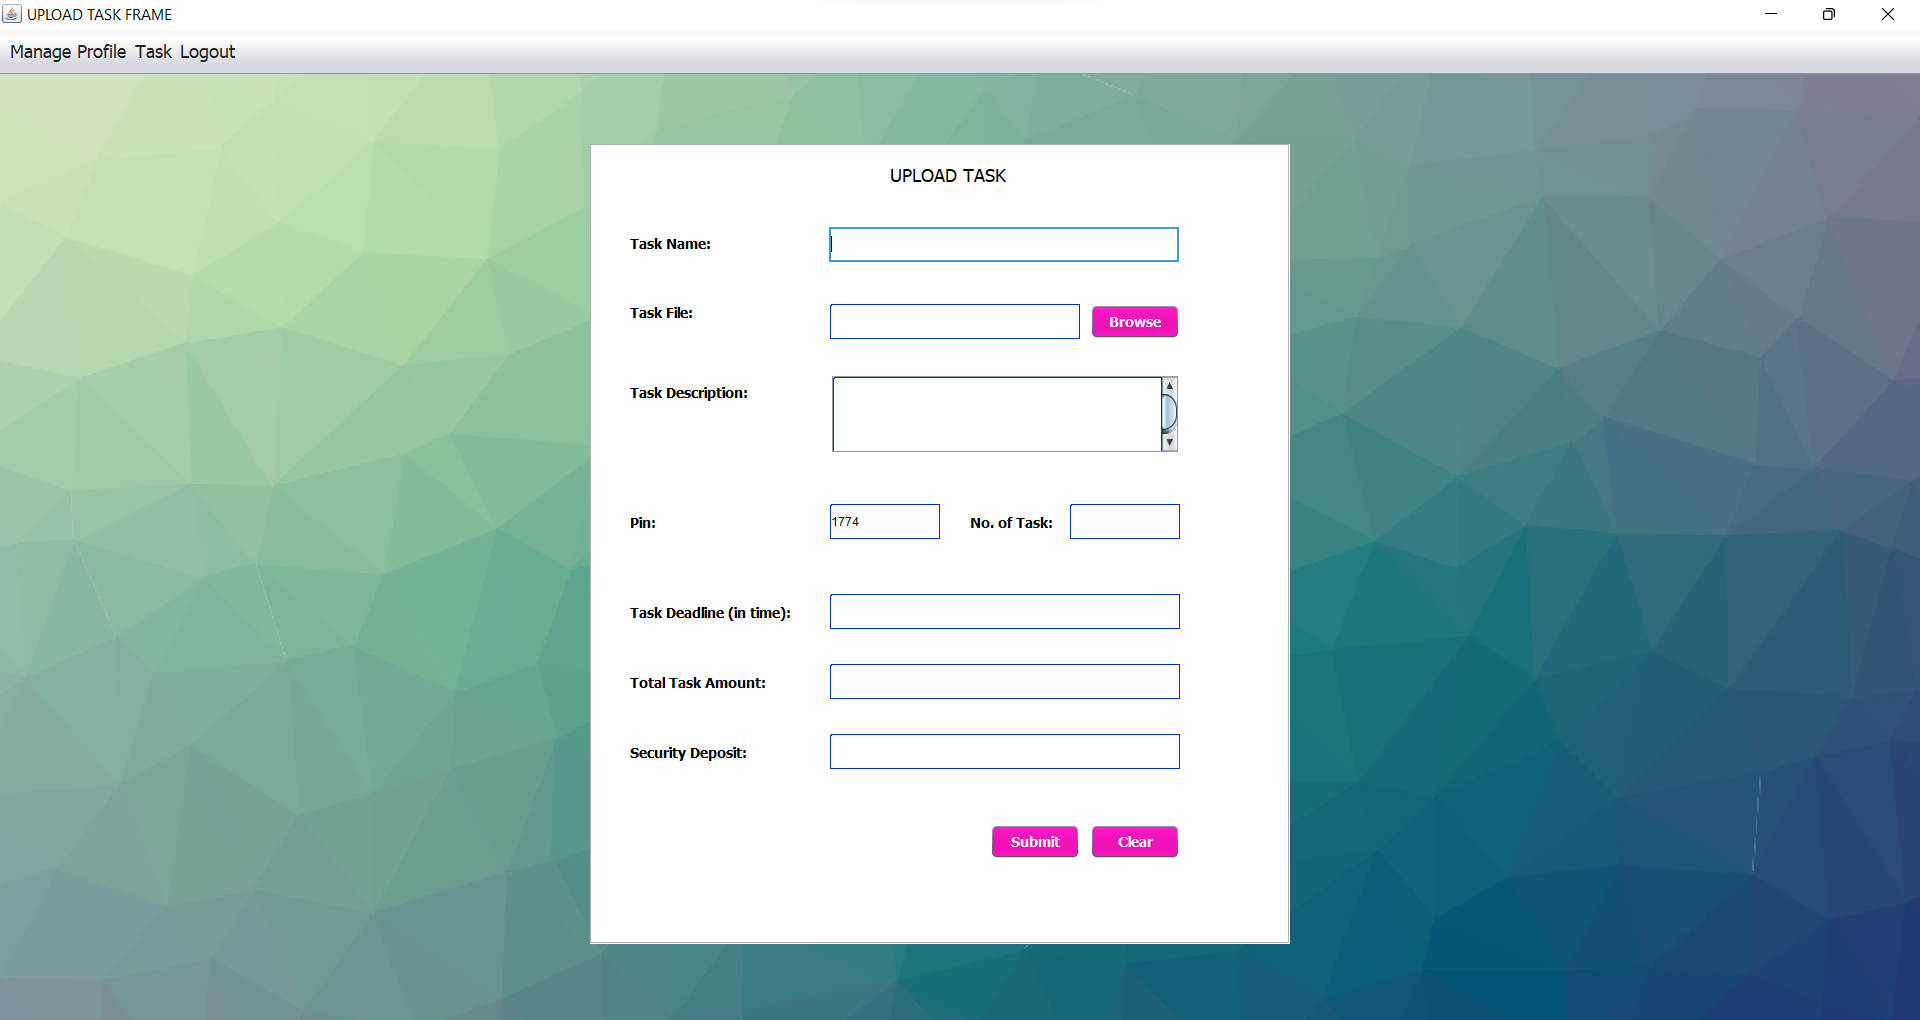 UPLOAD TASK FRAME
Manage Profile Task Logout
UPLOAD TASK
Task Name:
Task File:
Browse
Task Description:
Pin:
1774
No. of Task:
Task Deadline (in time):
Total Task Amount:
Security Deposit:
Submit
Clear